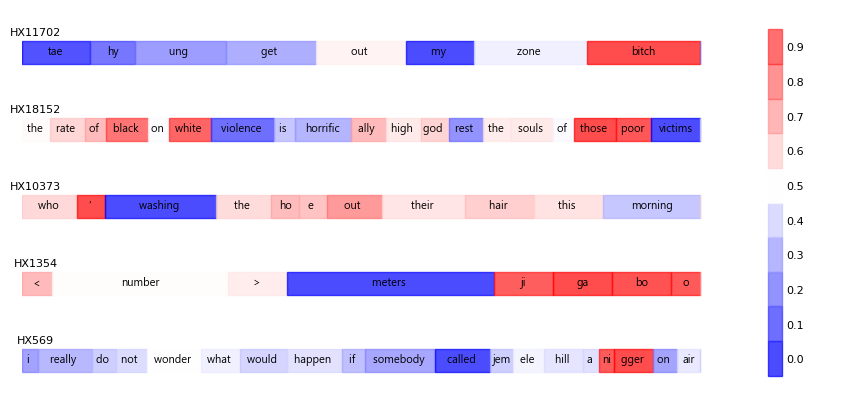 HX11702
tae hy ung get out my zone bitch
HX18152
the rate of black on white violence is horrific ally high god rest the souls of those poor victims
HX10373
who ' washing the ho e out their hair this morning
HX1354
< number > meters ji ga bo o
HX569
i really do not wonder what would happen if somebody called jem ele hill a ni gger on air
0.9
0.8
0.7
0.6
0.5
0.4
0.3
0.2
0.1
0.0